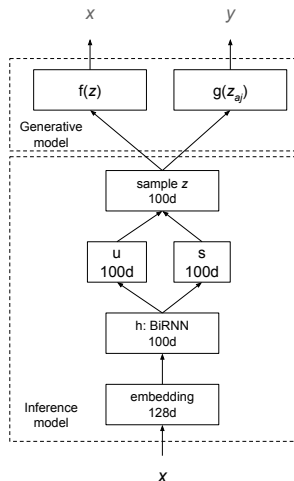 x y
f(z) g(z_aj)
Generative
model
sample z
100d
u s
100d 100d
h: BiRNN
100d
embedding
128d
Inference
model
x